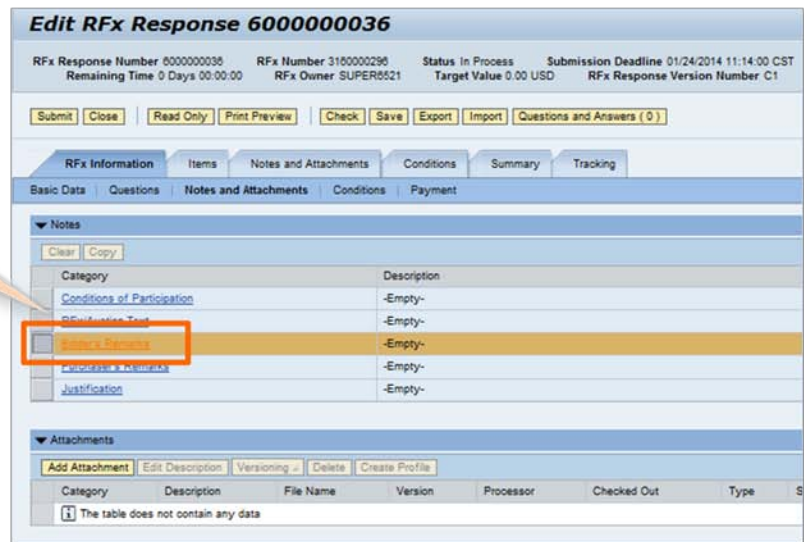 Edit RFx Response 6000000036
RFx Response Number 6000000036 RFx Number 3160000296 Status In Process Submission Deadline 01/24/2014 11:14:00 CST
Remaining Time 0 Days 00:00:00 RFx Owner SUPER6521 Target Value 0.00 USD RFx Response Version Number C1
Submit Close Read Only Print Preview Check Save Export Import Questions and Answers ( 0 )
RFx Information Items Notes and Attachments Conditions Summary Tracking
Basic Data Questions Notes and Attachments Conditions Payment
Notes
Clear Copy
Category Description
Conditions of Participation -Empty-
RFx/Auction Text -Empty-
Bidder's Remarks -Empty-
Purchaser's Remarks -Empty-
Justification -Empty-
Attachments
Add Attachment Edit Description Versioning Delete Create Profile
Category Description File Name Version Processor Checked Out Type S
The table does not contain any data